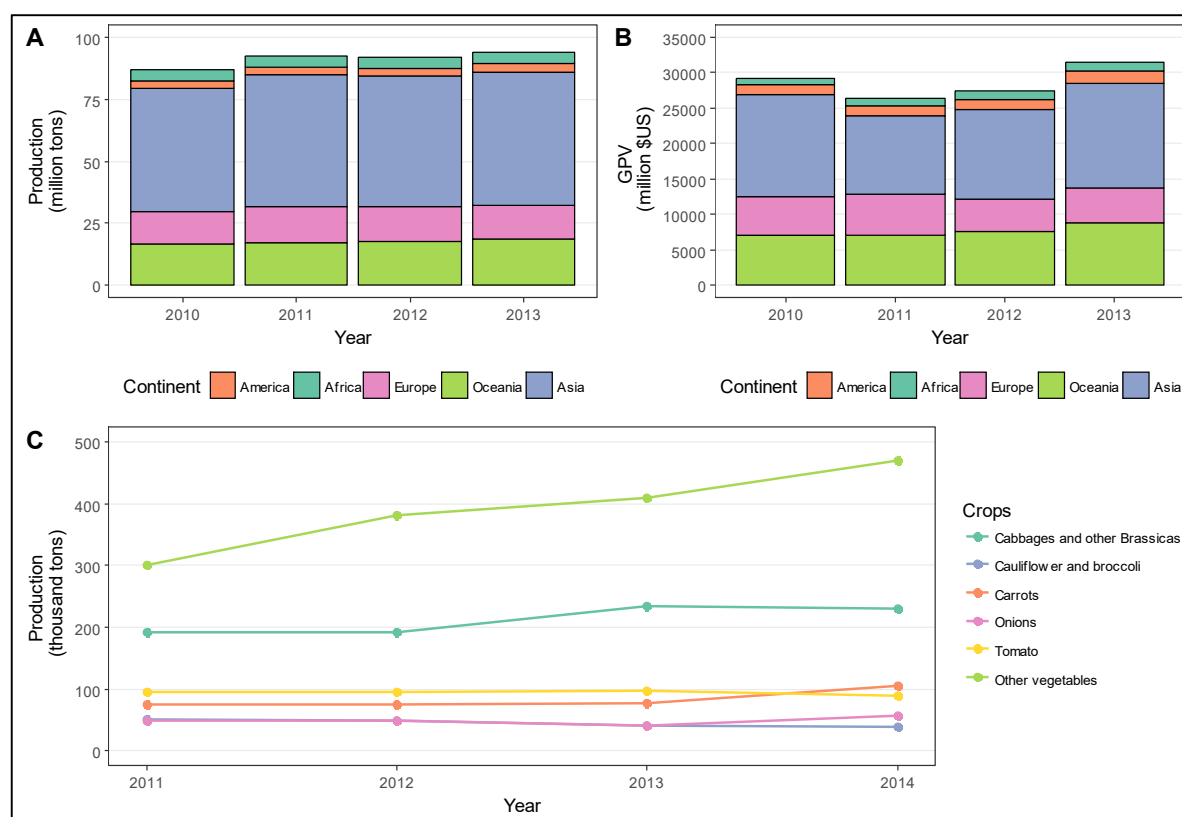 A
Production
(million tons)
100
75
50
25
0
2010 2011 2012 2013
Year
Continent America Africa Europe Oceania Asia
B
GPV
(million $US)
35000
30000
25000
20000
15000
10000
5000
0
2010 2011 2012 2013
Year
Continent America Africa Europe Oceania Asia
C
Production
(thousand tons)
500
400
300
200
100
0
2011 2012 2013 2014
Year
Crops
Cabbages and other Brassicas
Cauliflower and broccoli
Carrots
Onions
Tomato
Other vegetables